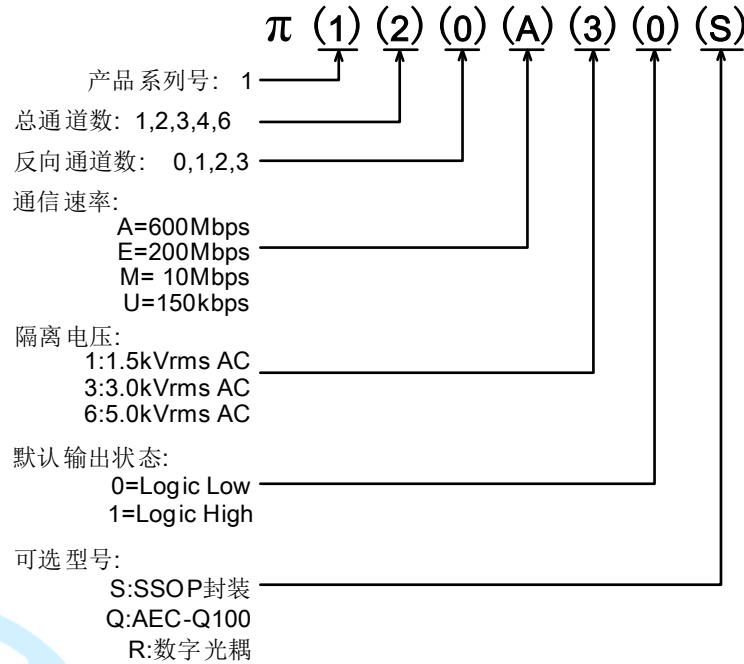 π (1) (2) (0) (A) (3) (0) (S)
产品系列号: 1
总通道数: 1,2,3,4,6
反向通道数: 0,1,2,3
通信速率:
A=600Mbps
E=200Mbps
M= 10Mbps
U=150kbps
隔离电压:
1:1.5kVrms AC
3:3.0kVrms AC
6:5.0kVrms AC
默认输出状态:
0=Logic Low
1=Logic High
可选型号:
S:SSOP封装
Q:AEC-Q100
R:数字光耦